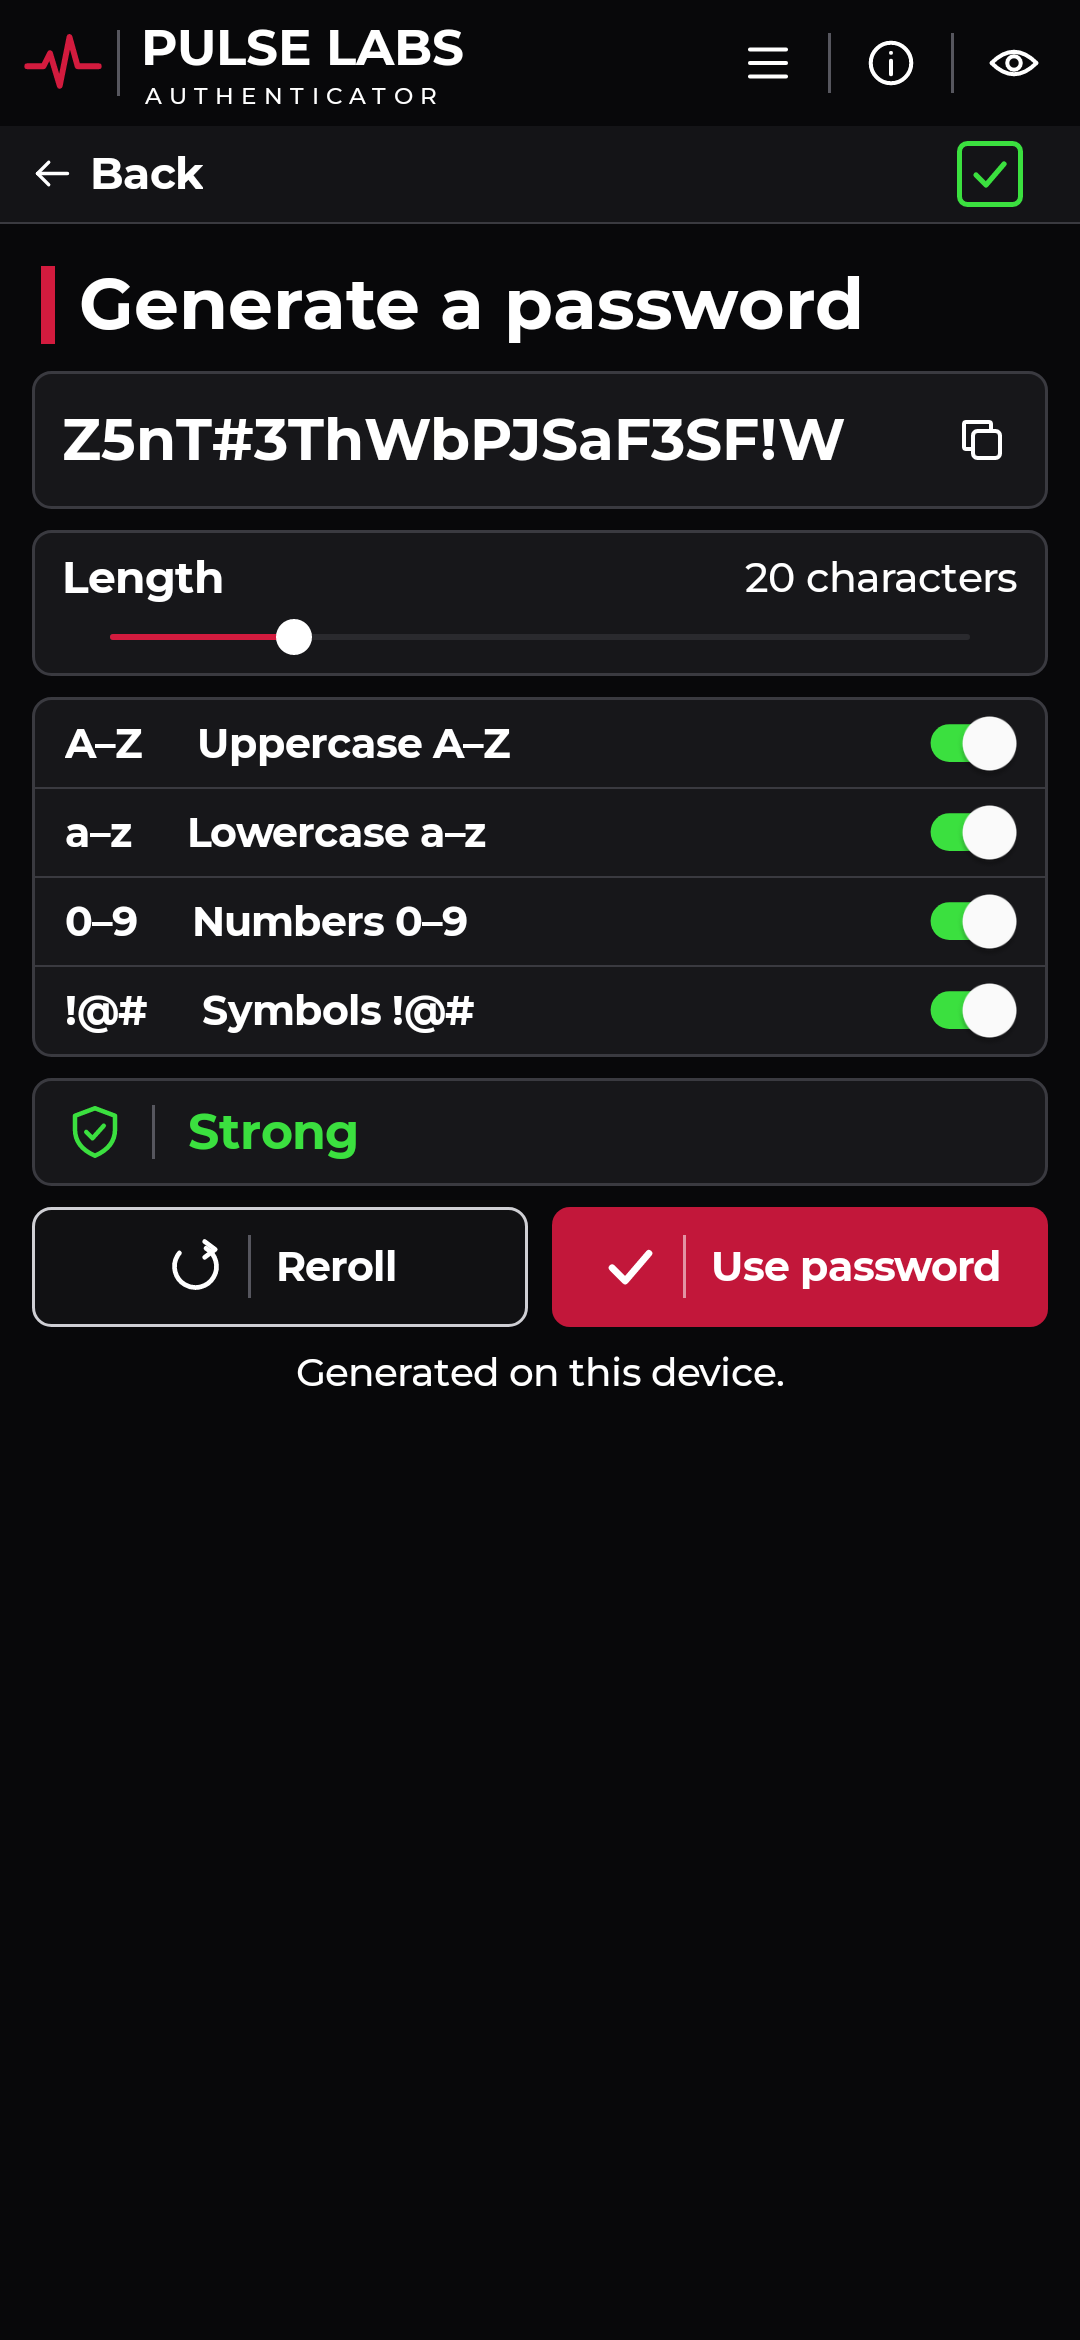 PULSE LABS
AUTHENTICATOR
Back
Generate a password
Z5nT#3ThWbPJSaF3SF!W
Length 20 characters
A–Z Uppercase A–Z
a–z Lowercase a–z
0–9 Numbers 0–9
!@# Symbols !@#
Strong
Reroll Use password
Generated on this device.